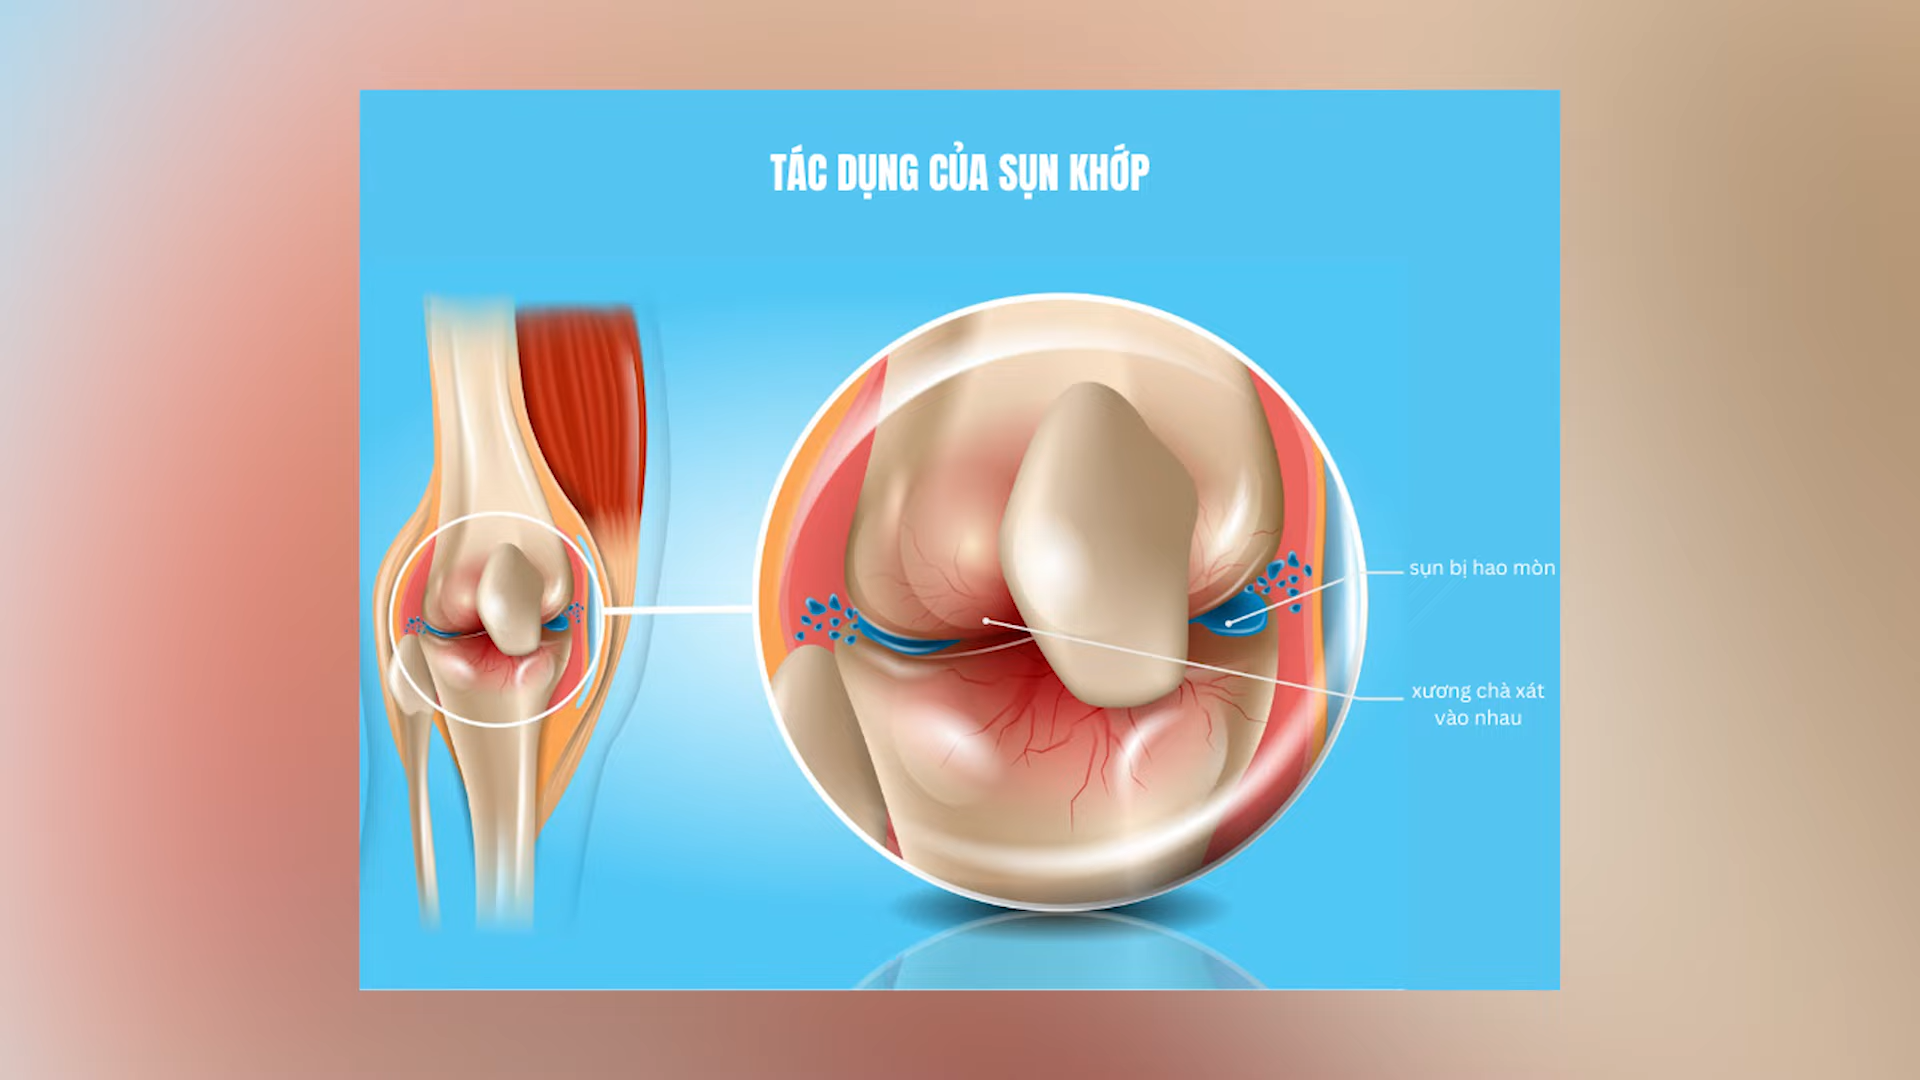 TÁC DỤNG CỦA SỤN KHỚP
sụn bị hao mòn
xương chà xát
vào nhau